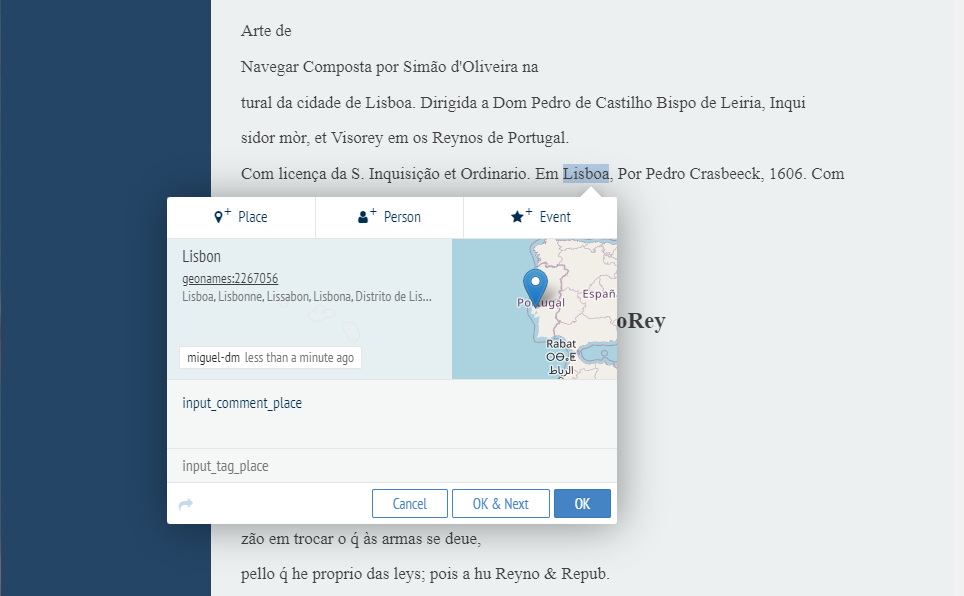 Arte de
Navegar Composta por Simão d'Oliveira na
tural da cidade de Lisboa. Dirigida a Dom Pedro de Castilho Bispo de Leiria, Inqui
sidor mòr, et Visorey em os Reynos de Portugal.
Com licença da S. Inquisição et Ordinario. Em Lisboa, Por Pedro Crasbeeck, 1606. Com
Place
Person
Event
Lisbon
geonames:2267056
Lisboa, Lisbonne, Lissabon, Lisbona, Distrito de Lis...
miguel-dm less than a minute ago
Portugal
España
Rabat
ⵔⴱⴰⵟ
الرباط
oRey
input_comment_place
input_tag_place
Cancel
OK & Next
OK
zão em trocar o q́ às armas se deue,
pello q́ he proprio das leys; pois a hu Reyno & Repub.